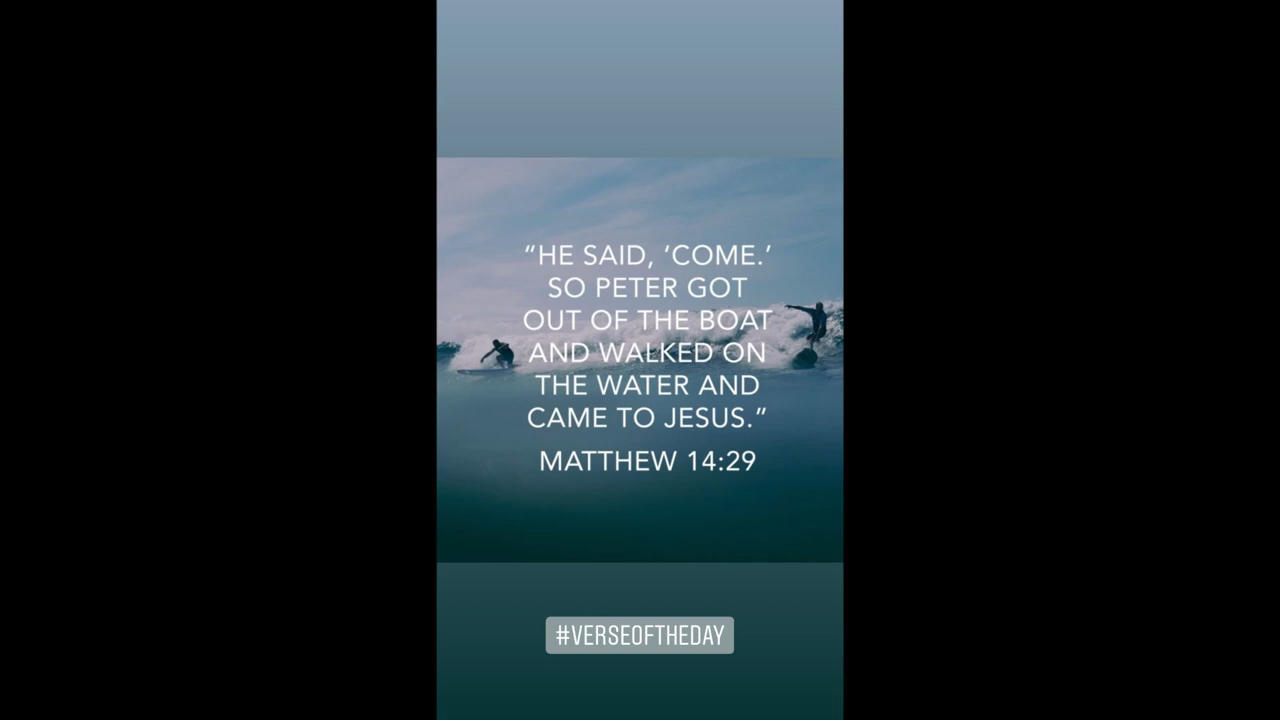 “HE SAID, ‘COME.’
SO PETER GOT
OUT OF THE BOAT
AND WALKED ON
THE WATER AND
CAME TO JESUS.”
MATTHEW 14:29
#VERSEOFTHEDAY